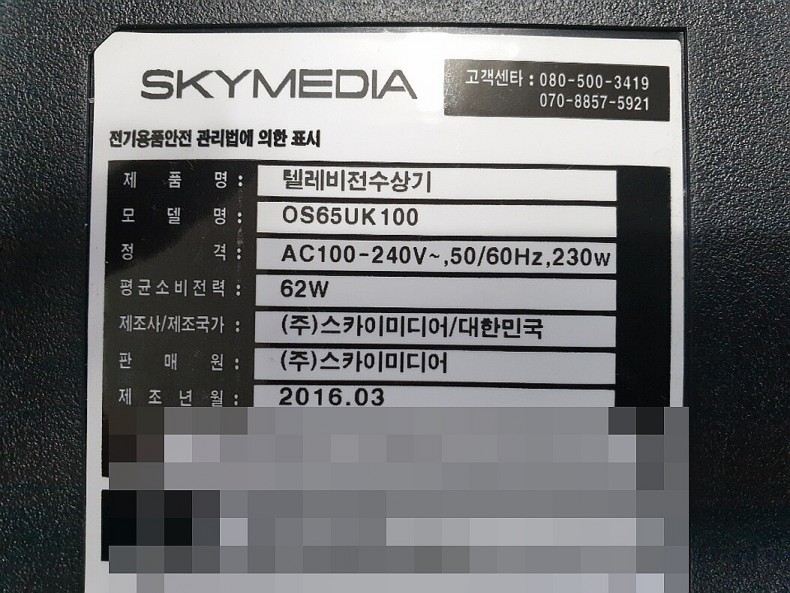 SKYMEDIA
고객센타 : 080-500-3419
070-8857-5921
전기용품안전 관리법에 의한 표시
제 품 명 : 텔레비전수상기
모 델 명 : OS65UK100
정 격 : AC100-240V~,50/60Hz,230w
평균소비전력 : 62W
제조사/제조국가 : (주)스카이미디어/대한민국
판 매 원 : (주)스카이미디어
제 조 년 월 : 2016.03